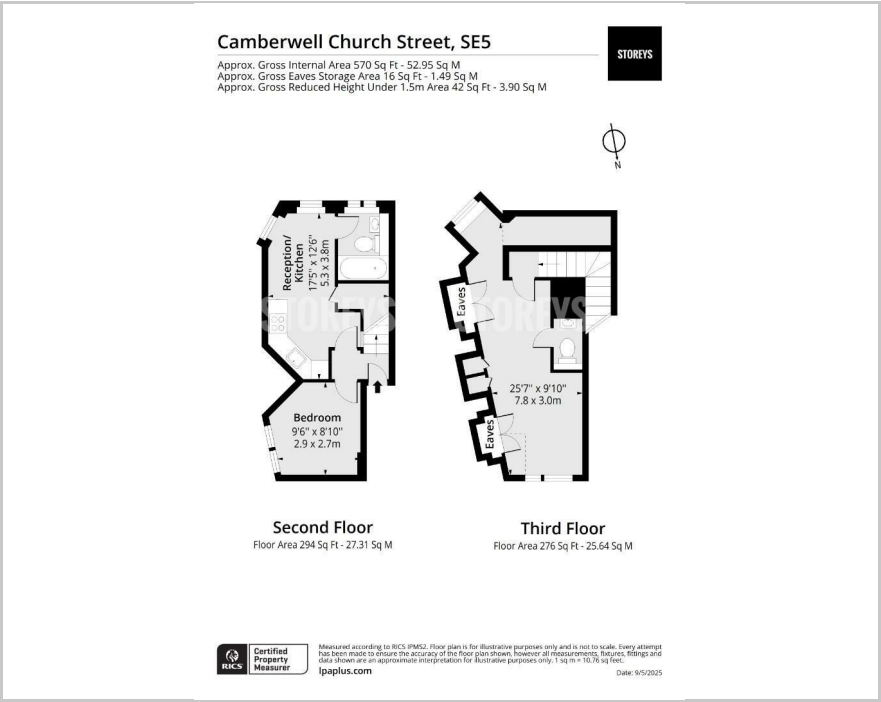 Camberwell Church Street, SE5
Approx. Gross Internal Area 570 Sq Ft - 52.95 Sq M
Approx. Gross Eaves Storage Area 16 Sq Ft - 1.49 Sq M
Approx. Gross Reduced Height Under 1.5m Area 42 Sq Ft - 3.90 Sq M
STOREYS
N
Reception/
Kitchen
17'5" x 12'6"
5.3 x 3.8m
Bedroom
9'6" x 8'10"
2.9 x 2.7m
STOREYS
Eaves
25'7" x 9'10"
7.8 x 3.0m
Eaves
STOREYS
Second Floor
Floor Area 294 Sq Ft - 27.31 Sq M
Third Floor
Floor Area 276 Sq Ft - 25.64 Sq M
RICS
Certified
Property
Measurer
Measured according to RICS IPMS2. Floor plan is for illustrative purposes only and is not to scale. Every attempt
has been made to ensure the accuracy of the floor plan shown, however all measurements, fixtures, fittings and
data shown are an approximate interpretation for illustrative purposes only. 1 sq m = 10.76 sq feet.
lpaplus.com
Date: 9/5/2025